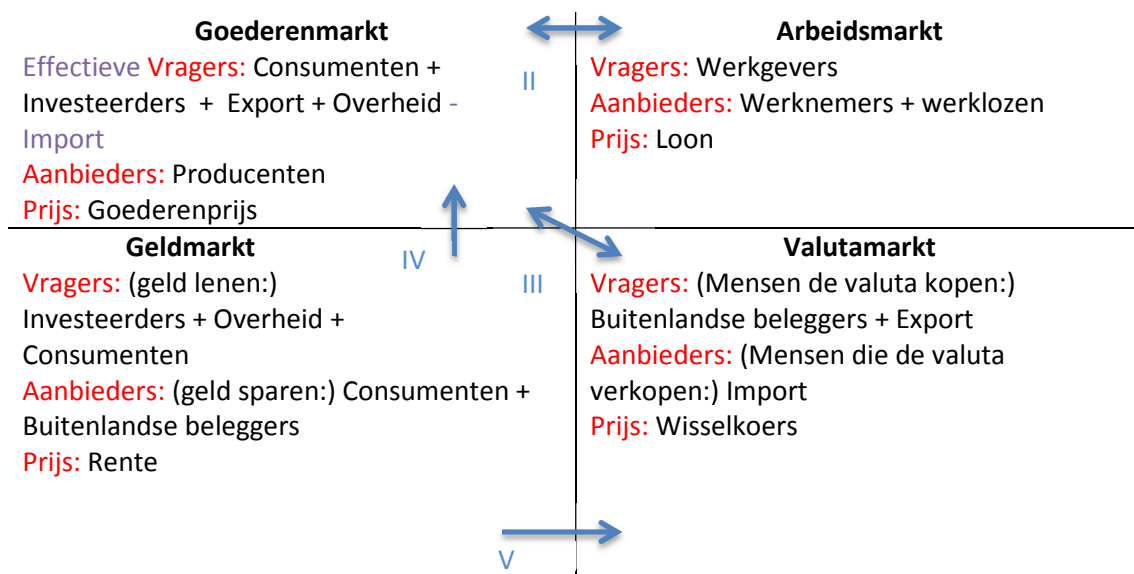 Goederenmarkt
Effectieve Vragers: Consumenten +
Investeerders + Export + Overheid -
Import
Aanbieders: Producenten
Prijs: Goederenprijs
II
Arbeidsmarkt
Vragers: Werkgevers
Aanbieders: Werknemers + werklozen
Prijs: Loon
Geldmarkt
IV
Vragers: (geld lenen:)
III
Investeerders + Overheid +
Consumenten
Aanbieders: (geld sparen:) Consumenten +
Buitenlandse beleggers
Prijs: Rente
V
Valutamarkt
Vragers: (Mensen de valuta kopen:)
Buitenlandse beleggers + Export
Aanbieders: (Mensen die de valuta
verkopen:) Import
Prijs: Wisselkoers